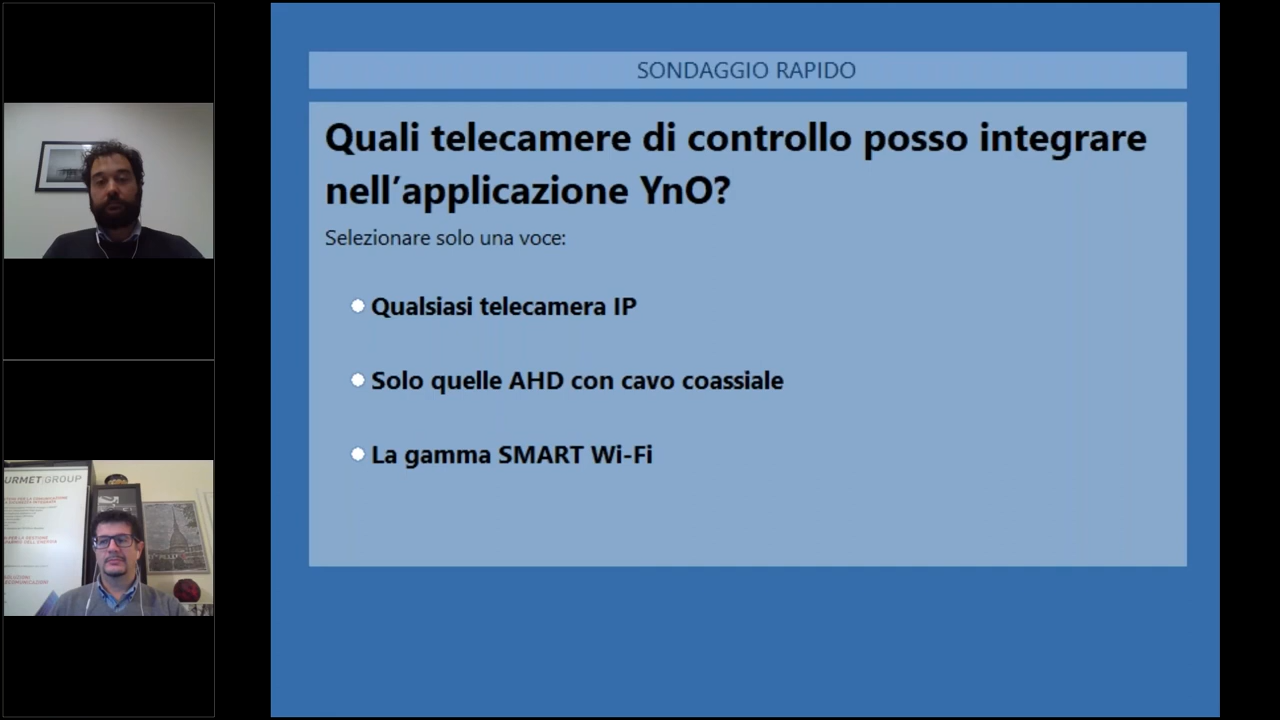 SONDAGGIO RAPIDO
Quali telecamere di controllo posso integrare
nell'applicazione YnO?
Selezionare solo una voce:
Qualsiasi telecamera IP
Solo quelle AHD con cavo coassiale
La gamma SMART Wi-Fi
URMET GROUP